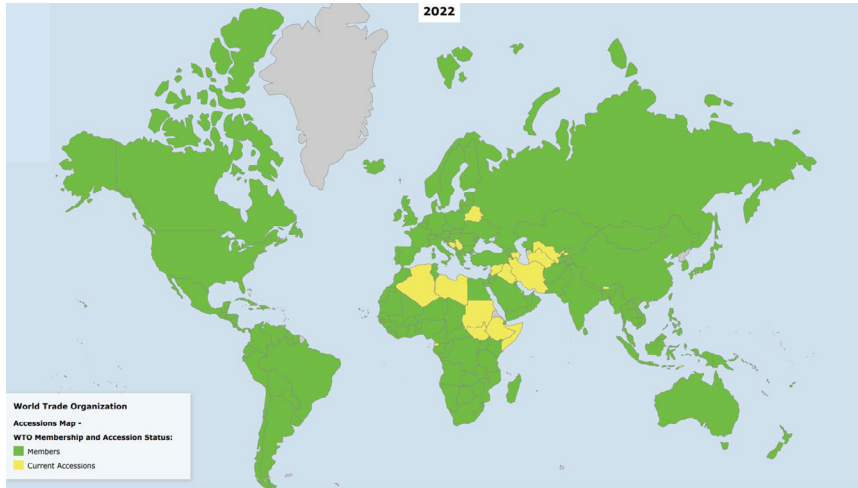 2022
World Trade Organization
Accessions Map -
WTO Membership and Accession Status:
Members
Current Accessions